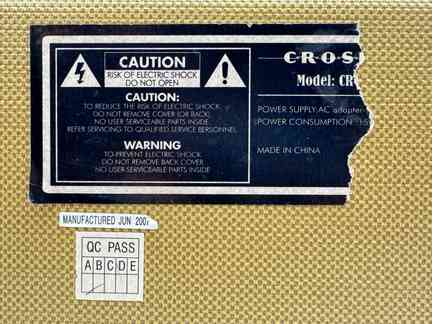 CAUTION
RISK OF ELECTRIC SHOCK
DO NOT OPEN
CAUTION:
TO REDUCE THE RISK OF ELECTRIC SHOCK
DO NOT REMOVE COVER (OR BACK)
NO USER SERVICEABLE PARTS INSIDE
REFER SERVICING TO QUALIFIED SERVICE BERSONNEL
WARNING
TO PREVENT ELECTRIC SHOCK
DO NOT REMOVE BACK COVER
NO USER SERVICEABLE PARTS INSIDE
CROS
Model: CR
POWER SUPPLY:AC adapter
POWER CONSUMPTION
MADE IN CHINA
MANUFACTURED JUN 200
QC PASS
A B C D E